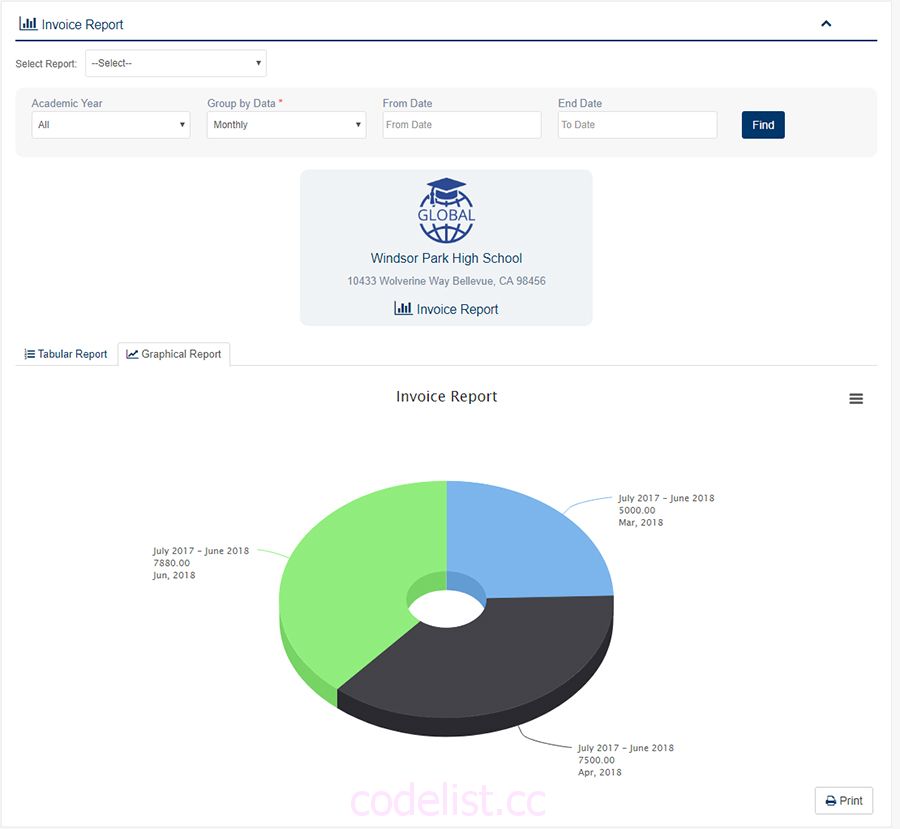 Invoice Report
Select Report: --Select--
Academic Year Group by Data * From Date End Date
All Monthly From Date To Date Find
GLOBAL
Windsor Park High School
10433 Wolverine Way Bellevue, CA 98456
Invoice Report
Tabular Report Graphical Report
Invoice Report
July 2017 - June 2018
5000.00
Mar, 2018
July 2017 - June 2018
7880.00
Jun, 2018
July 2017 - June 2018
7500.00
Apr, 2018
codelist.cc
Print